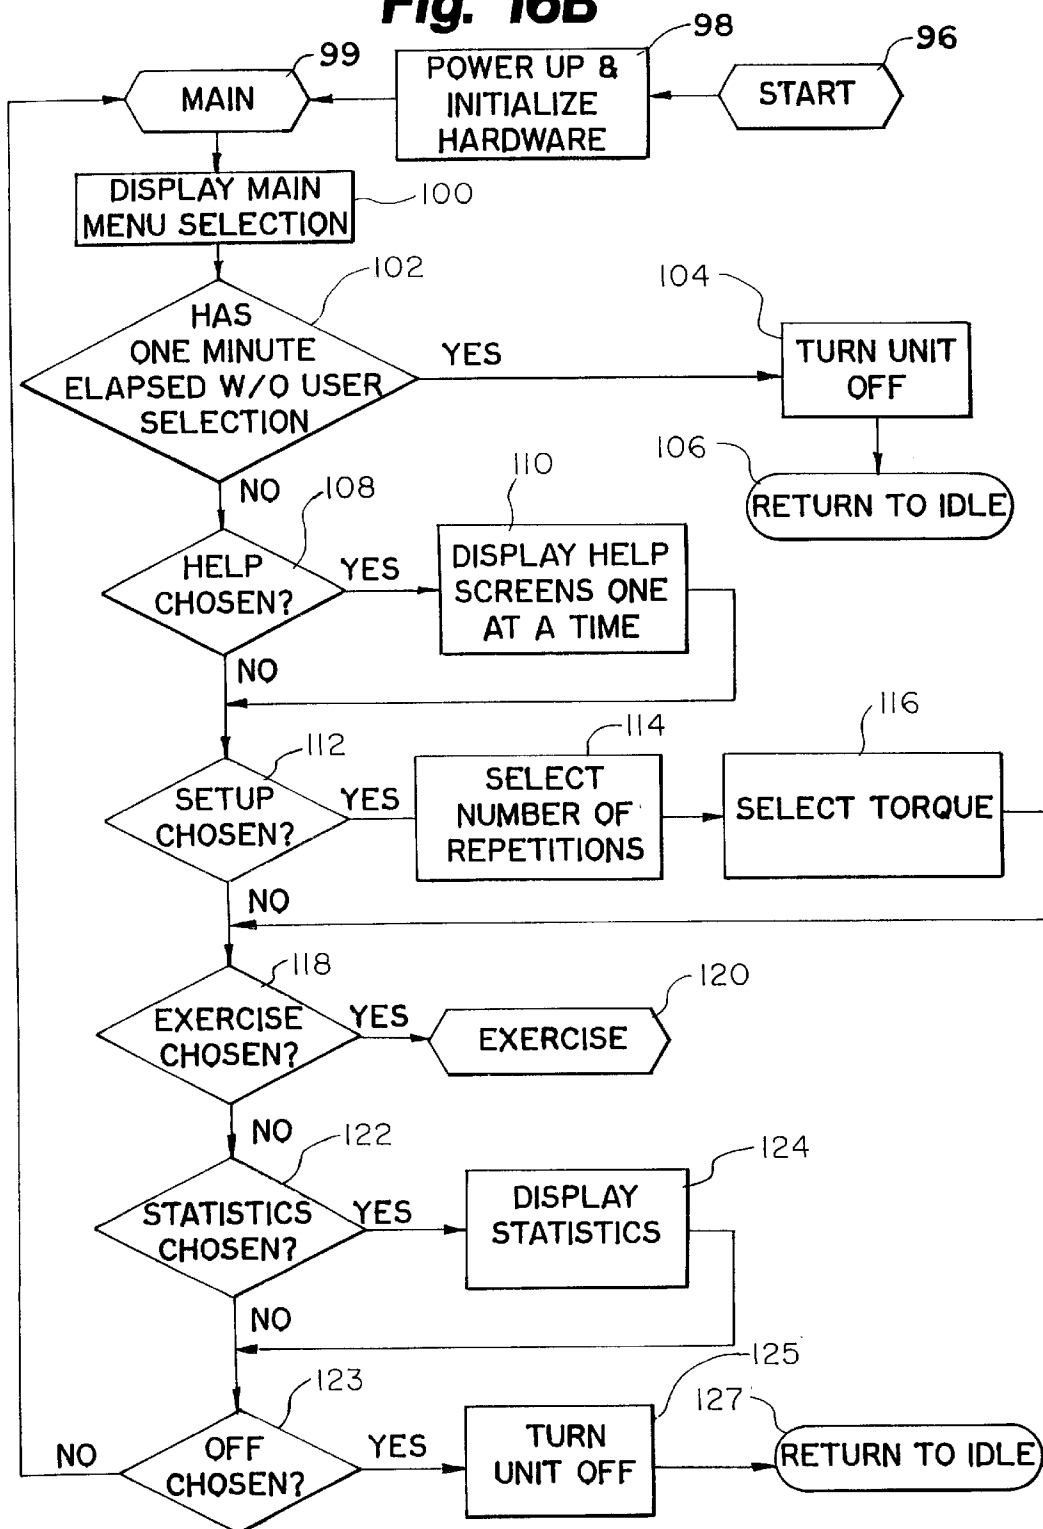 Fig. 16B
99
98
96
MAIN
POWER UP &
INITIALIZE
HARDWARE
START
DISPLAY MAIN
MENU SELECTION
100
102
104
HAS
ONE MINUTE
ELAPSED W/O USER
SELECTION
YES
TURN UNIT
OFF
NO
106
RETURN TO IDLE
108
110
HELP
CHOSEN?
YES
DISPLAY HELP
SCREENS ONE
AT A TIME
NO
112
114
116
SETUP
CHOSEN?
YES
SELECT
NUMBER OF
REPETITIONS
SELECT TORQUE
NO
118
120
EXERCISE
CHOSEN?
YES
EXERCISE
NO
122
124
STATISTICS
CHOSEN?
YES
DISPLAY
STATISTICS
NO
123
125
127
NO
OFF
CHOSEN?
YES
TURN
UNIT OFF
RETURN TO IDLE